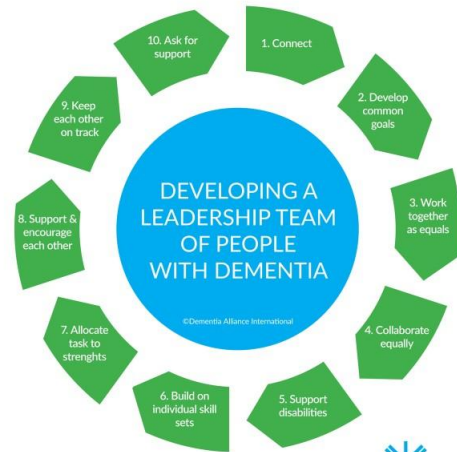 DEVELOPING A
LEADERSHIP TEAM
OF PEOPLE
WITH DEMENTIA
©Dementia Alliance International
1. Connect
2. Develop
common
goals
3. Work
together
as equals
4. Collaborate
equally
5. Support
disabilities
6. Build on
individual skill
sets
7. Allocate
task to
strenghts
8. Support &
encourage
each other
9. Keep
each other
on track
10. Ask for
support